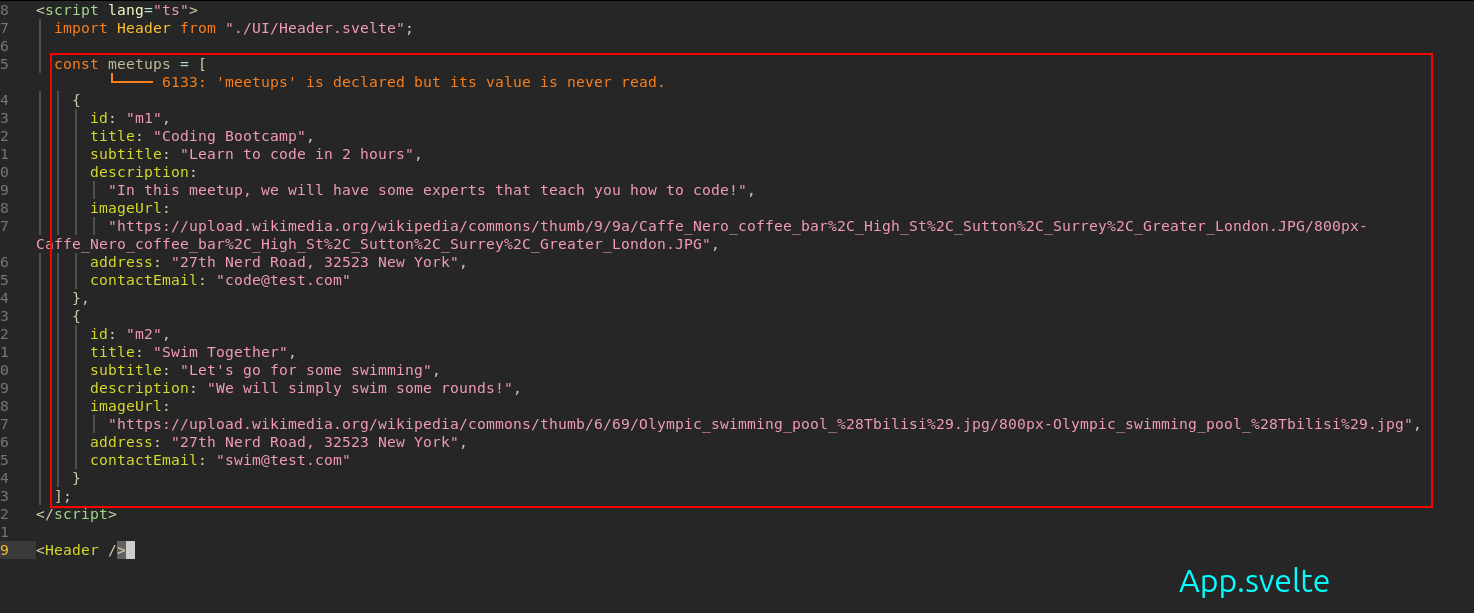 8 <script lang="ts">
7 import Header from "./UI/Header.svelte";
6
5 const meetups = [
6133: 'meetups' is declared but its value is never read.
4 {
3 id: "m1",
2 title: "Coding Bootcamp",
1 subtitle: "Learn to code in 2 hours",
0 description:
9 "In this meetup, we will have some experts that teach you how to code!",
8 imageUrl:
7 "https://upload.wikimedia.org/wikipedia/commons/thumb/9/9a/Caffe_Nero_coffee_bar%2C_High_St%2C_Sutton%2C_Surrey%2C_Greater_London.JPG/800px-
Caffe_Nero_coffee_bar%2C_High_St%2C_Sutton%2C_Surrey%2C_Greater_London.JPG",
6 address: "27th Nerd Road, 32523 New York",
5 contactEmail: "code@test.com"
4 },
3 {
2 id: "m2",
1 title: "Swim Together",
0 subtitle: "Let's go for some swimming",
9 description: "We will simply swim some rounds!",
8 imageUrl:
7 "https://upload.wikimedia.org/wikipedia/commons/thumb/6/69/Olympic_swimming_pool_%28Tbilisi%29.jpg/800px-Olympic_swimming_pool_%28Tbilisi%29.jpg",
6 address: "27th Nerd Road, 32523 New York",
5 contactEmail: "swim@test.com"
4 }
3 ];
2 </script>
1
9 <Header />
App.svelte